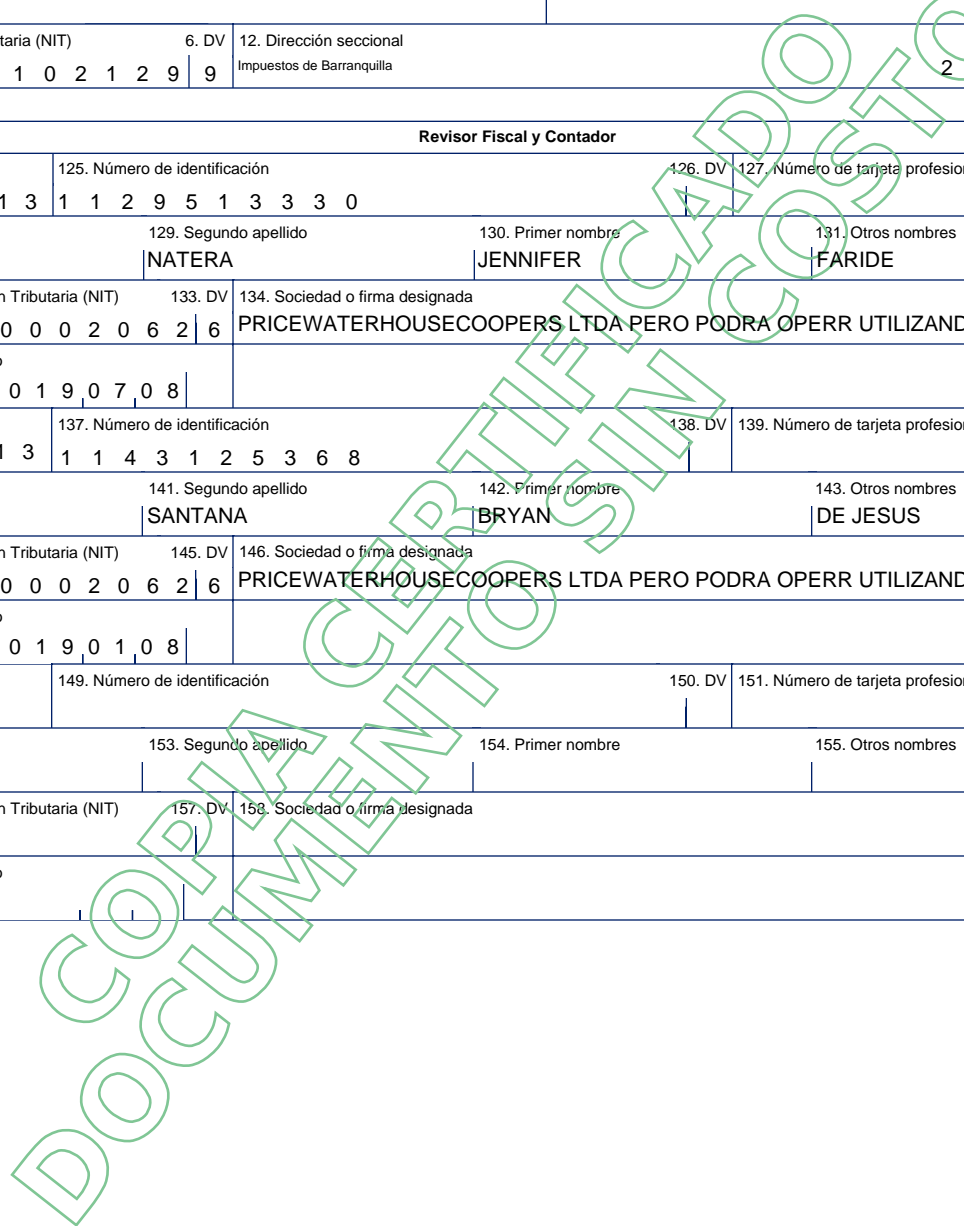 taria (NIT) 6. DV 12. Dirección seccional
1 0 2 1 2 9 9 Impuestos de Barranquilla 2
Revisor Fiscal y Contador
125. Número de identificación 126. DV 127. Número de tarjeta profesion
1 3 1 1 2 9 5 1 3 3 3 0
129. Segundo apellido 130. Primer nombre 131. Otros nombres
NATERA JENNIFER FARIDE
n Tributaria (NIT) 133. DV 134. Sociedad o firma designada
0 0 0 2 0 6 2 6 PRICEWATERHOUSECOOPERS LTDA PERO PODRA OPERR UTILIZAND
o
0 1 9 0 7 0 8
137. Número de identificación 138. DV 139. Número de tarjeta profesion
1 3 1 1 4 3 1 2 5 3 6 8
141. Segundo apellido 142. Primer nombre 143. Otros nombres
SANTANA BRYAN DE JESUS
n Tributaria (NIT) 145. DV 146. Sociedad o firma designada
0 0 0 2 0 6 2 6 PRICEWATERHOUSECOOPERS LTDA PERO PODRA OPERR UTILIZAND
o
0 1 9 0 1 0 8
149. Número de identificación 150. DV 151. Número de tarjeta profesion
153. Segundo apellido 154. Primer nombre 155. Otros nombres
n Tributaria (NIT) 157. DV 158. Sociedad o firma designada
o
COPIA CERTIFICADO
DOCUMENTO SIN COSTO